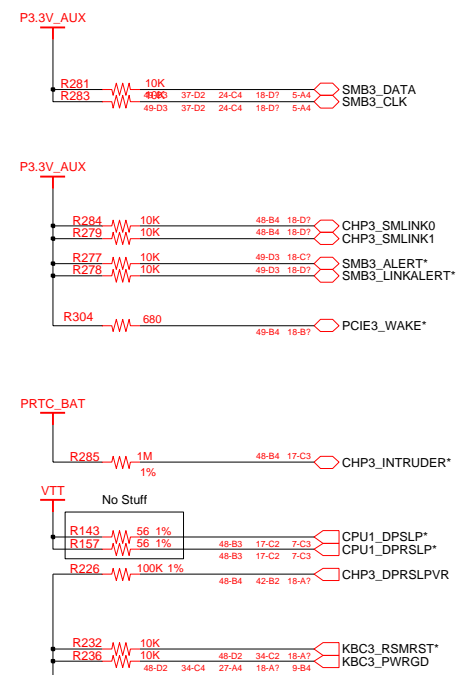 P3.3V_AUX
R281 10K SMB3_DATA
37-D2 24-C4 18-D? 5-A4
R283 SMB3_CLK
49-D3 37-D2 24-C4 18-D? 5-A4
P3.3V_AUX
R284 10K 48-B4 18-D? CHP3_SMLINK0
R279 10K 48-B4 18-D? CHP3_SMLINK1
R277 10K 49-D3 18-C? SMB3_ALERT*
R278 10K 49-D3 18-D? SMB3_LINKALERT*
R304 680 PCIE3_WAKE*
49-B4 18-B?
PRTC_BAT
R285 1M 48-B4 17-C3 CHP3_INTRUDER*
1%
VTT
No Stuff
R143 56 1% CPU1_DPSLP*
48-B3 17-C2 7-C3
R157 56 1% CPU1_DPRSLP*
48-B3 17-C2 7-C3
R226 100K 1% CHP3_DPRSLPVR
48-B4 42-B2 18-A?
R232 10K KBC3_RSMRST*
48-D2 34-C2 18-A?
R236 10K KBC3_PWRGD
48-D2 34-C4 27-A4 18-A? 9-B4